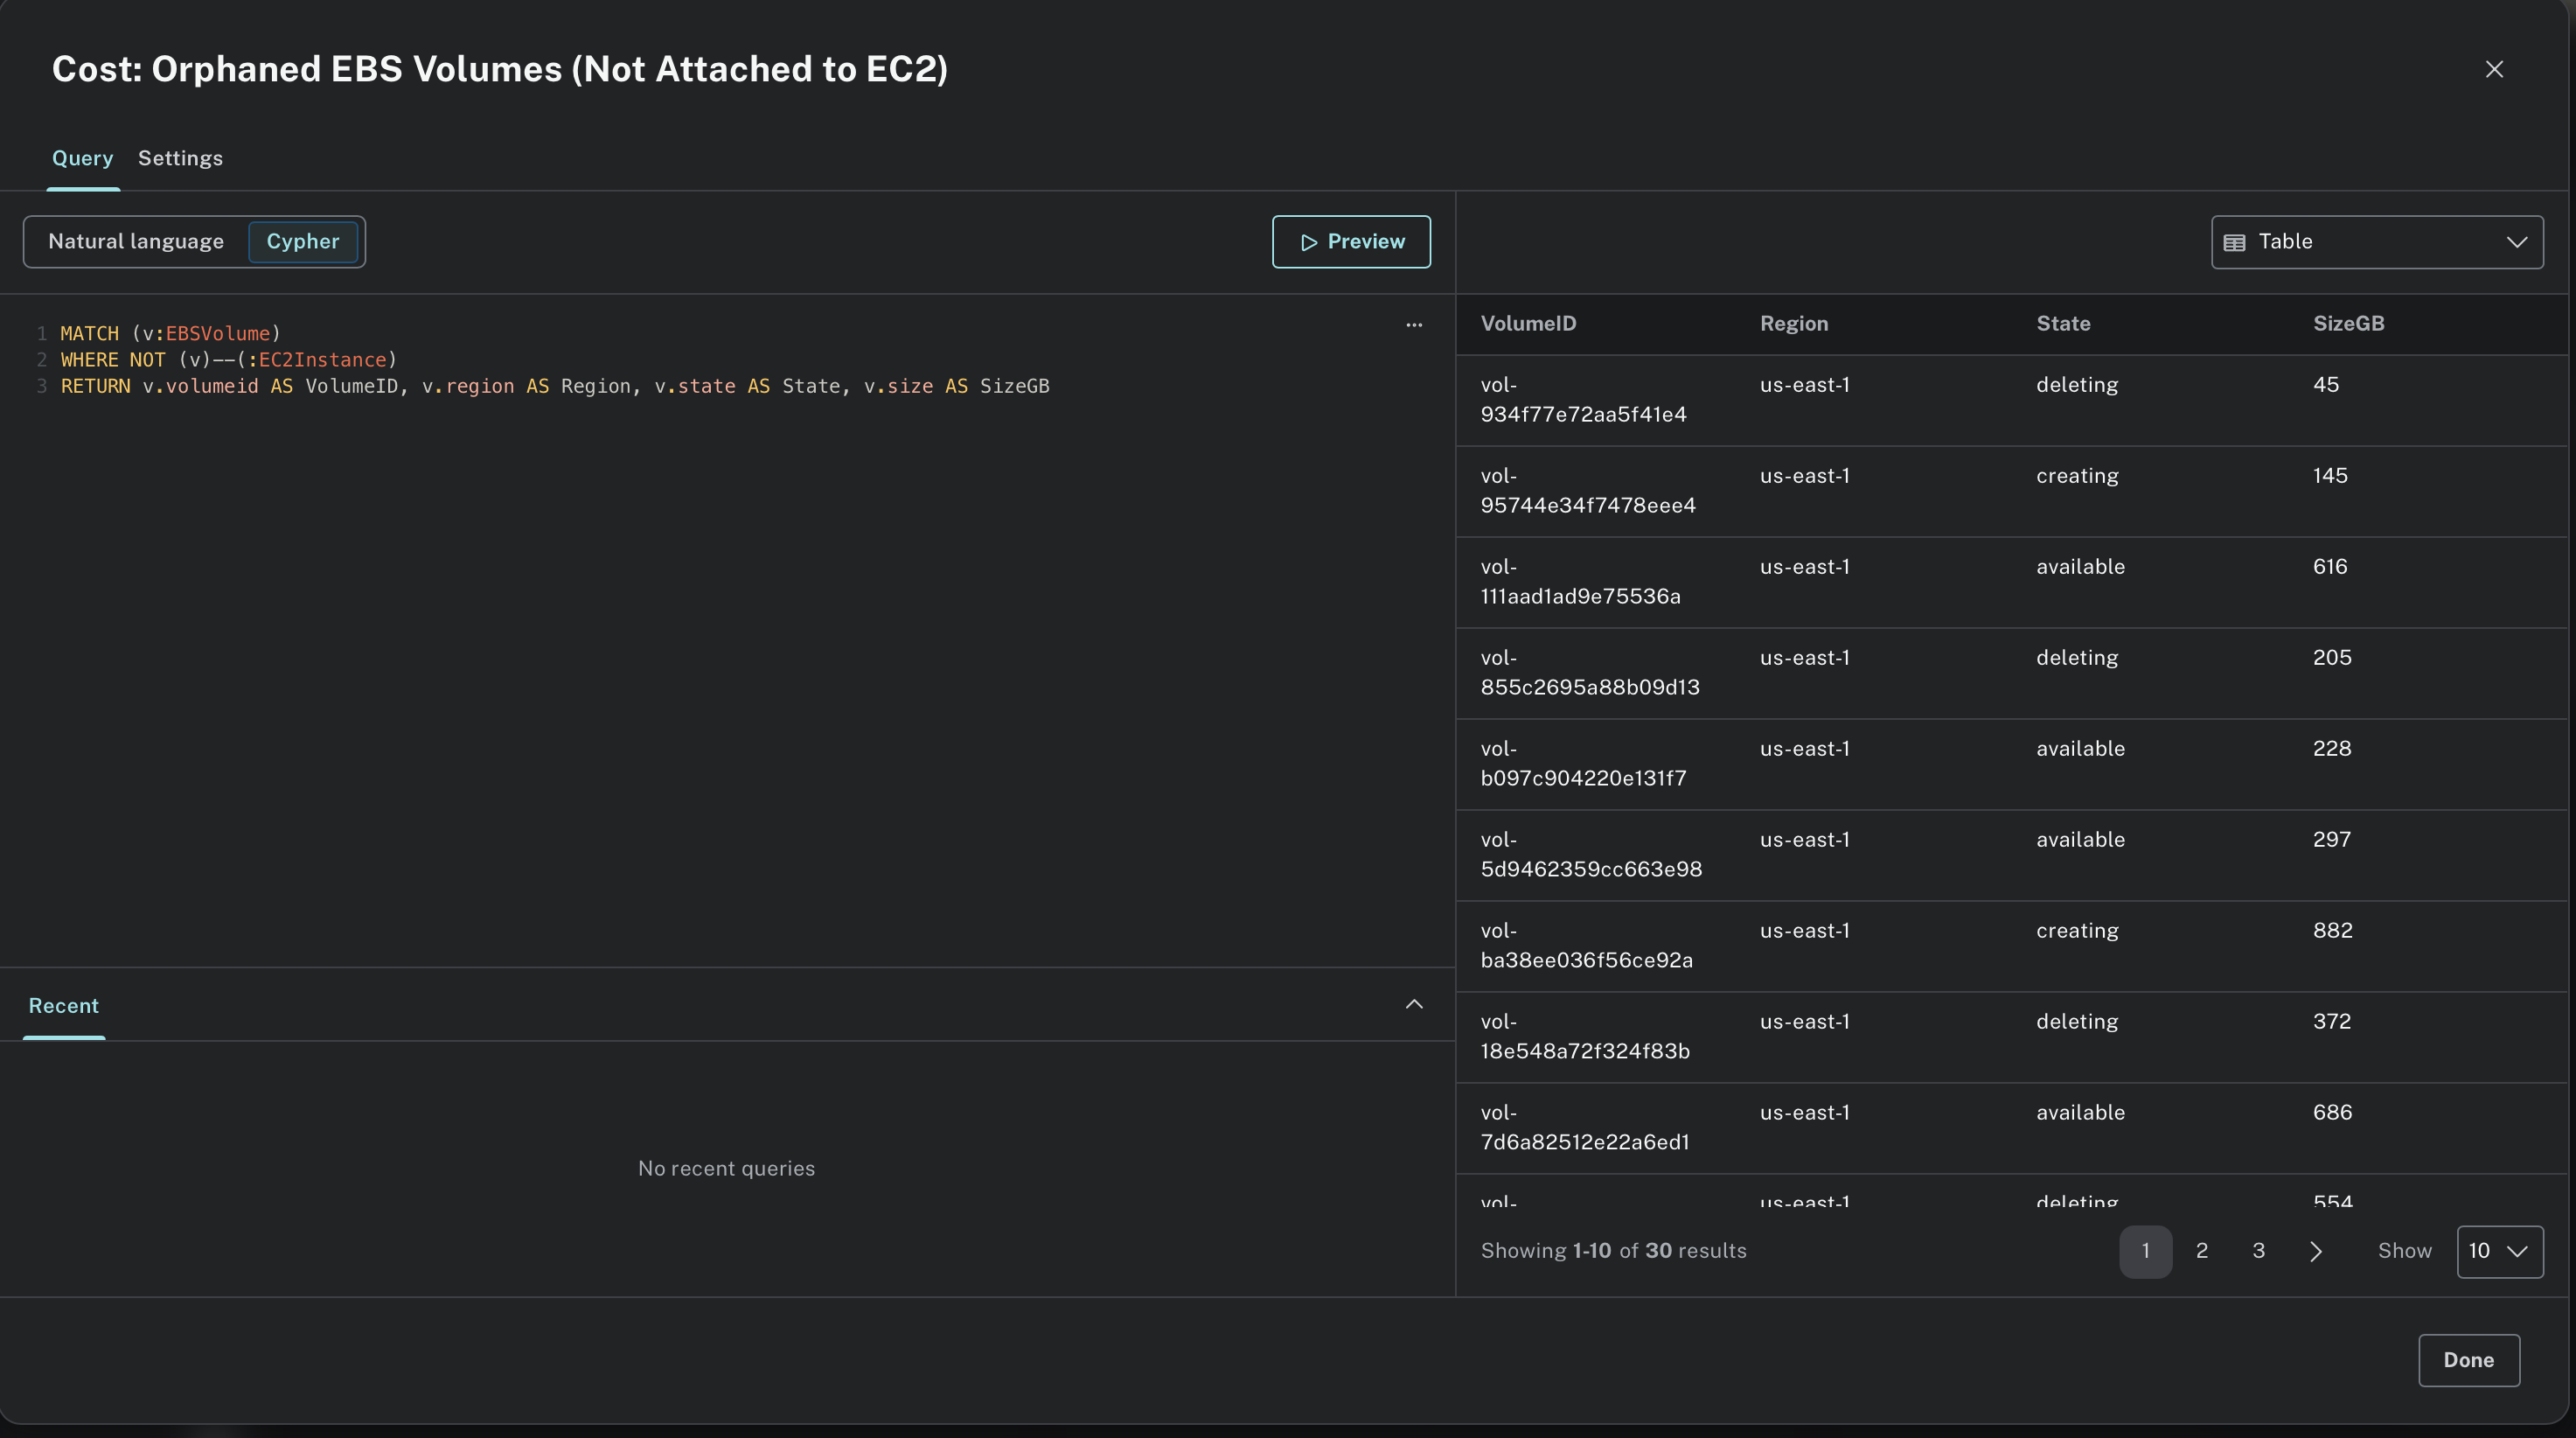 Cost: Orphaned EBS Volumes (Not Attached to EC2)
Query Settings
Natural language Cypher Preview
Table
1 MATCH (v:EBSVolume)
2 WHERE NOT (v)--(:EC2Instance)
3 RETURN v.volumeid AS VolumeID, v.region AS Region, v.state AS State, v.size AS SizeGB
Recent
No recent queries
VolumeID Region State SizeGB
vol- us-east-1 deleting 45
934f77e72aa5f41e4
vol- us-east-1 creating 145
95744e34f7478eee4
vol- us-east-1 available 616
111aad1ad9e75536a
vol- us-east-1 deleting 205
855c2695a88b09d13
vol- us-east-1 available 228
b097c904220e131f7
vol- us-east-1 available 297
5d9462359cc663e98
vol- us-east-1 creating 882
ba38ee036f56ce92a
vol- us-east-1 deleting 372
18e548a72f324f83b
vol- us-east-1 available 686
7d6a82512e22a6ed1
vol- us-east-1 deleting 554
Showing 1-10 of 30 results 1 2 3 Show 10
Done